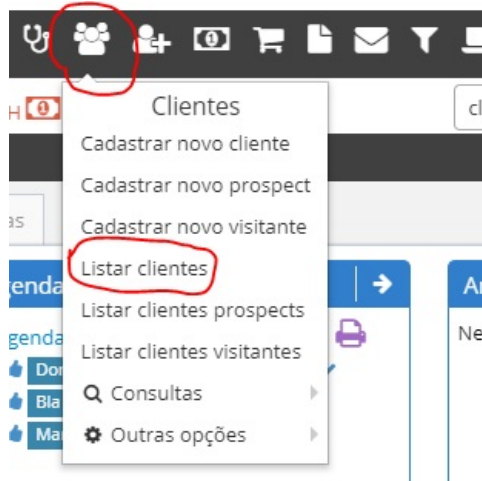 Clientes
Cadastrar novo cliente
Cadastrar novo prospect
Cadastrar novo visitante
Listar clientes
Listar clientes prospects
Listar clientes visitantes
Consultas
Outras opções